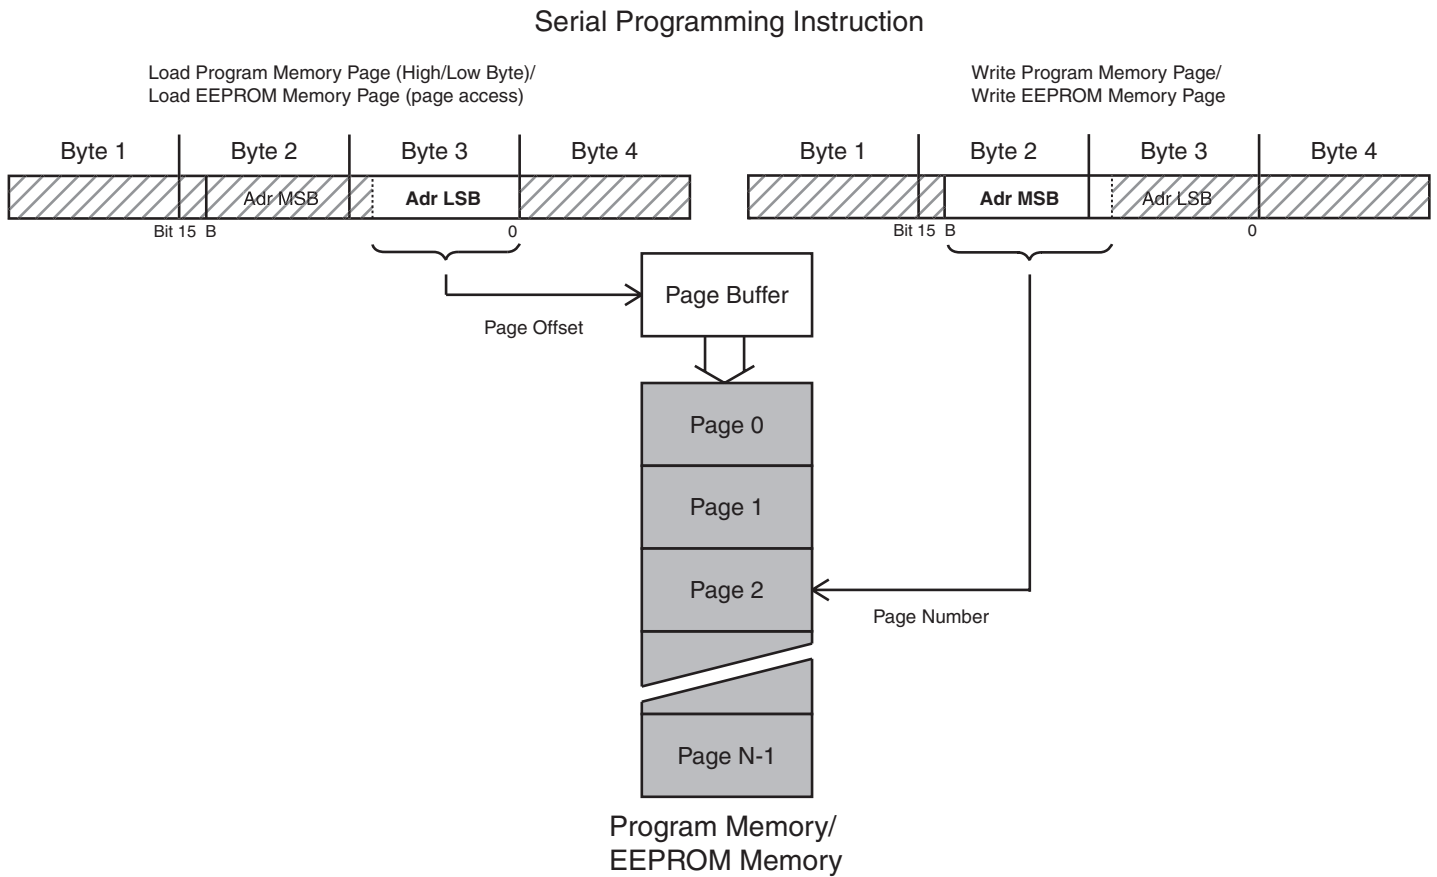 Serial Programming Instruction
Load Program Memory Page (High/Low Byte)/
Load EEPROM Memory Page (page access)
Write Program Memory Page/
Write EEPROM Memory Page
Byte 1 Byte 2 Byte 3 Byte 4
Adr MSB Adr LSB
Bit 15 B 0
Byte 1 Byte 2 Byte 3 Byte 4
Adr MSB Adr LSB
Bit 15 B 0
Page Buffer
Page Offset
Page 0
Page 1
Page 2
Page Number
Page N-1
Program Memory/
EEPROM Memory